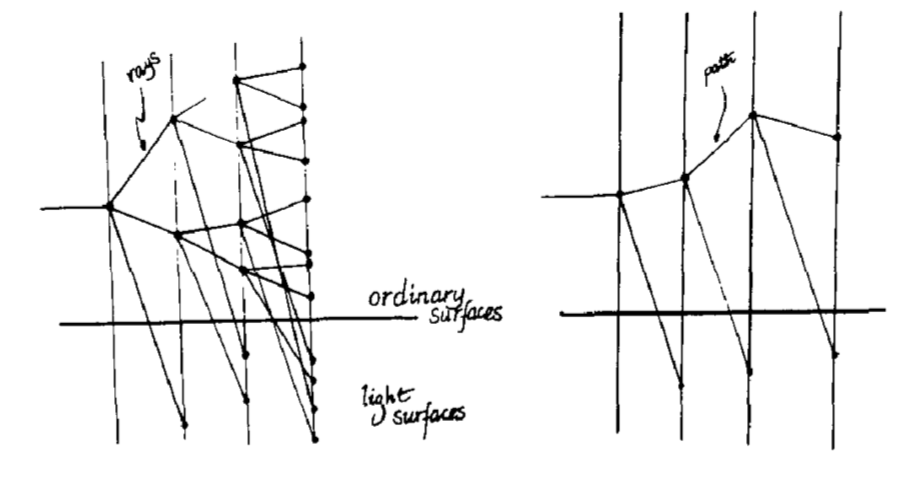 rays
path
ordinary
surfaces
light
surfaces